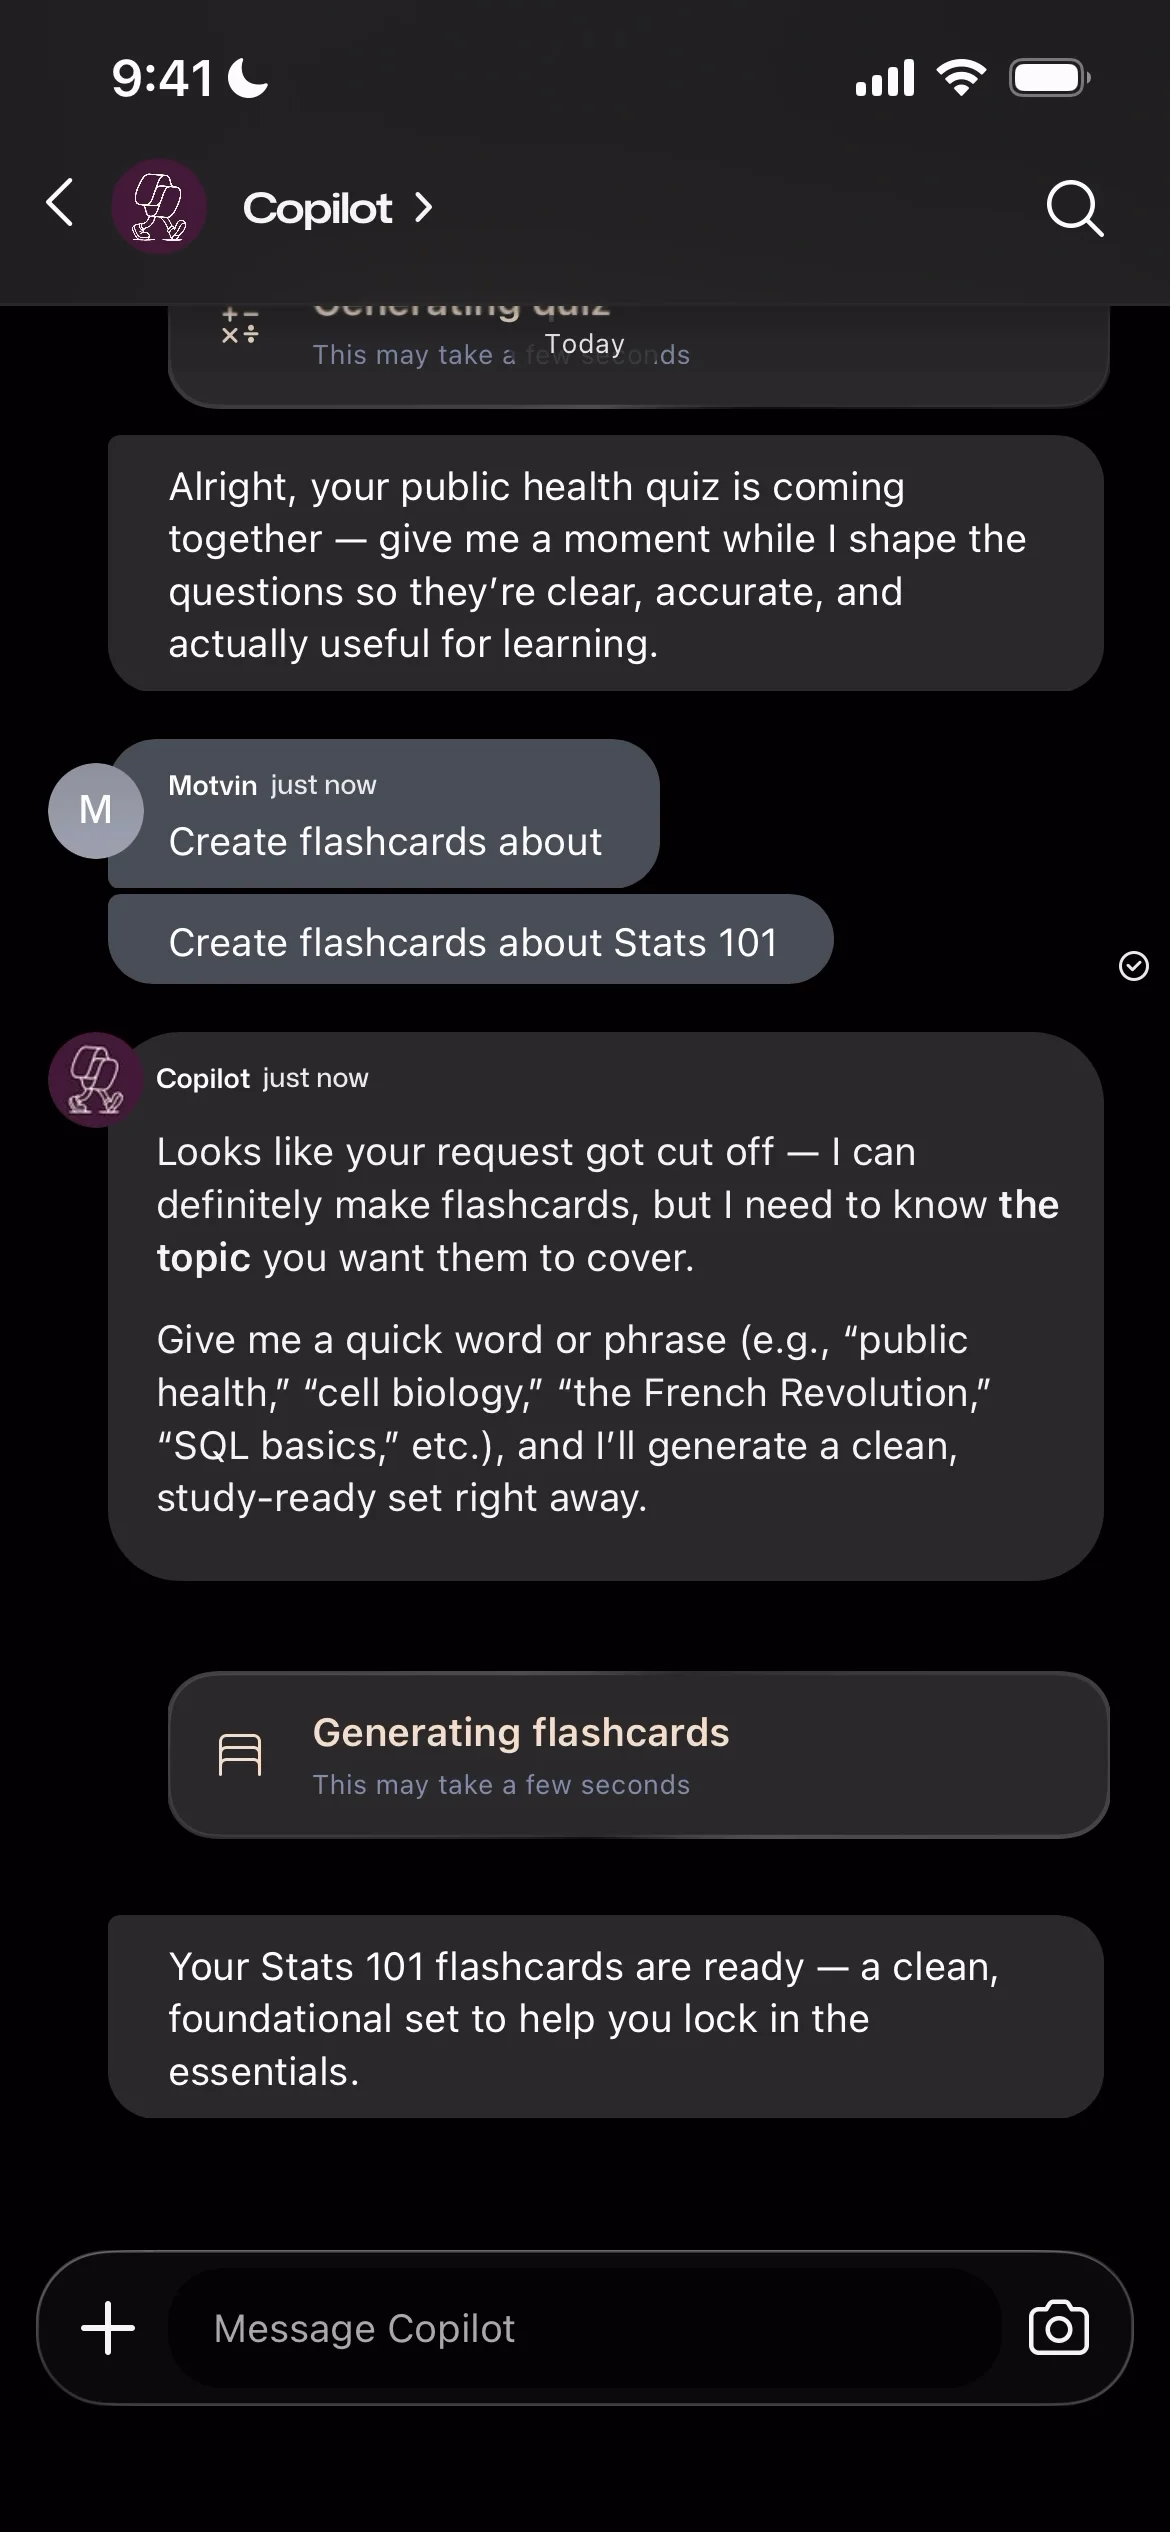 9:41
Copilot
Generating quiz
Today
This may take a few seconds
Alright, your public health quiz is coming
together — give me a moment while I shape the
questions so they’re clear, accurate, and
actually useful for learning.
M
Motvin just now
Create flashcards about
Create flashcards about Stats 101
Copilot just now
Looks like your request got cut off — I can
definitely make flashcards, but I need to know the
topic you want them to cover.
Give me a quick word or phrase (e.g., “public
health,” “cell biology,” “the French Revolution,”
“SQL basics,” etc.), and I’ll generate a clean,
study-ready set right away.
Generating flashcards
This may take a few seconds
Your Stats 101 flashcards are ready — a clean,
foundational set to help you lock in the
essentials.
Message Copilot